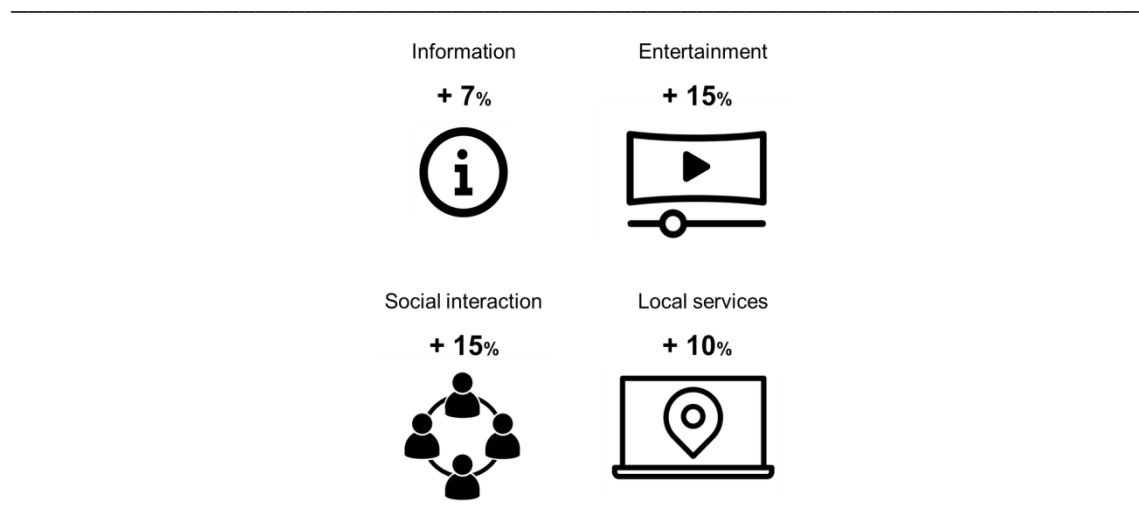 Information
+ 7%
Entertainment
+ 15%
Social interaction
+ 15%
Local services
+ 10%